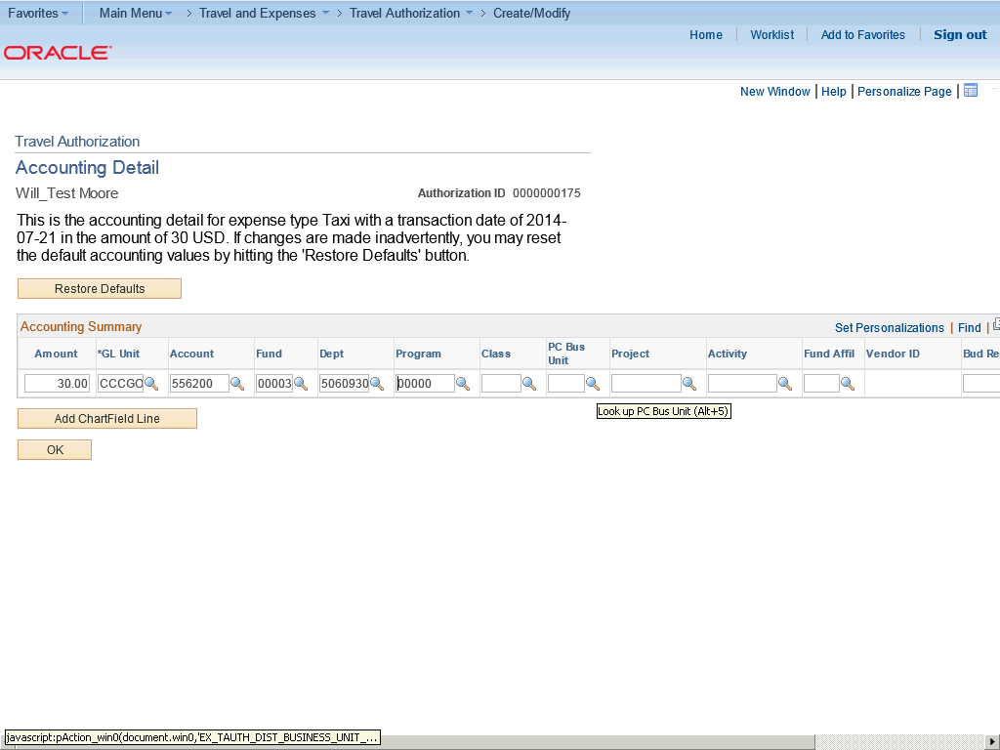 Favorites Main Menu > Travel and Expenses > Travel Authorization > Create/Modify
Home Worklist Add to Favorites Sign out
ORACLE
New Window | Help | Personalize Page |
Travel Authorization
Accounting Detail
Will_Test Moore Authorization ID 0000000175
This is the accounting detail for expense type Taxi with a transaction date of 2014-
07-21 in the amount of 30 USD. If changes are made inadvertently, you may reset
the default accounting values by hitting the 'Restore Defaults' button.
Restore Defaults
Accounting Summary Set Personalizations | Find |
Amount *GL Unit Account Fund Dept Program Class PC Bus Unit Project Activity Fund Affil Vendor ID Bud Re
30.00 CCCGO 556200 00003 5060930 00000
Look up PC Bus Unit (Alt+5)
Add ChartField Line
OK
javascript:pAction_win0(document.win0,'EX_TAUTH_DIST_BUSINESS_UNIT_...